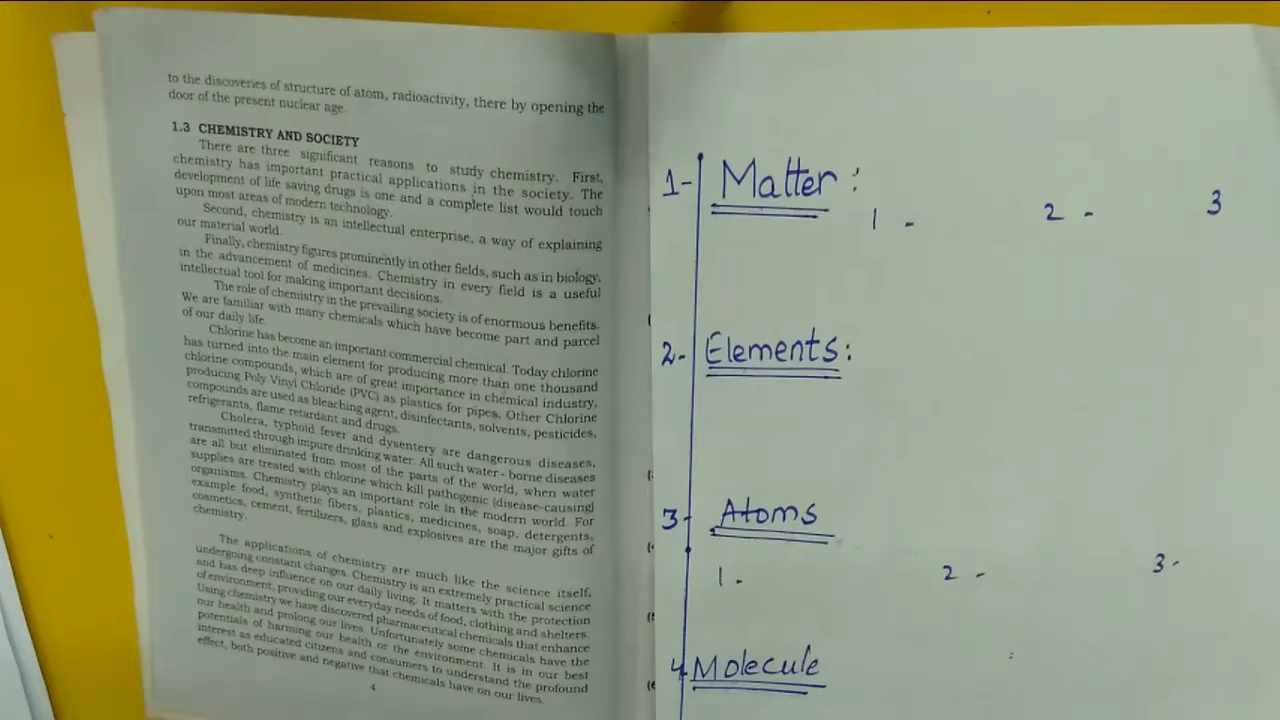 to the discoveries of structure of atom, radioactivity, there by opening the
door of the present nuclear age.
1.3 CHEMISTRY AND SOCIETY
There are three significant reasons to study chemistry. First,
chemistry has important practical applications in the society. The
development of life saving drugs is one and a complete list would touch
upon most areas of modern technology.
Second, chemistry is an intellectual enterprise, a way of explaining
our material world.
Finally, chemistry figures prominently in other fields, such as in biology,
in the advancement of medicines. Chemistry in every field is a useful
intellectual tool for making important decisions.
The role of chemistry in the prevailing society is of enormous benefits.
We are familiar with many chemicals which have become part and parcel
of our daily life.
Chlorine has become an important commercial chemical. Today chlorine
has turned into the main element for producing more than one thousand
chlorine compounds, which are of great importance in chemical industry,
producing Poly Vinyl Chloride (PVC) as plastics for pipes. Other Chlorine
compounds are used as bleaching agent, disinfectants, solvents, pesticides,
refrigerants, flame retardant and drugs.
Cholera, typhoid fever and dysentery are dangerous diseases,
transmitted through impure drinking water. All such water - borne diseases
are all but eliminated from most of the parts of the world, when water
supplies are treated with chlorine which kill pathogenic (disease-causing)
organisms. Chemistry plays an important role in the modern world. For
example food, synthetic fibers, plastics, medicines, soap, detergents,
cosmetics, cement, fertilizers, glass and explosives are the major gifts of
chemistry.
The applications of chemistry are much like the science itself,
undergoing constant changes. Chemistry is an extremely practical science
and has deep influence on our daily living. It matters with the protection
of environment, providing our everyday needs of food, clothing and shelters.
Using chemistry we have discovered pharmaceutical chemicals that enhance
our health and prolong our lives. Unfortunately some chemicals have the
potentials of harming our health or the environment. It is in our best
interest as educated citizens and consumers to understand the profound
effect, both positive and negative that chemicals have on our lives.
4
1- Matter :
1 - 2 - 3
2- Elements :
3- Atoms
1 - 2 - 3 -
4 Molecule